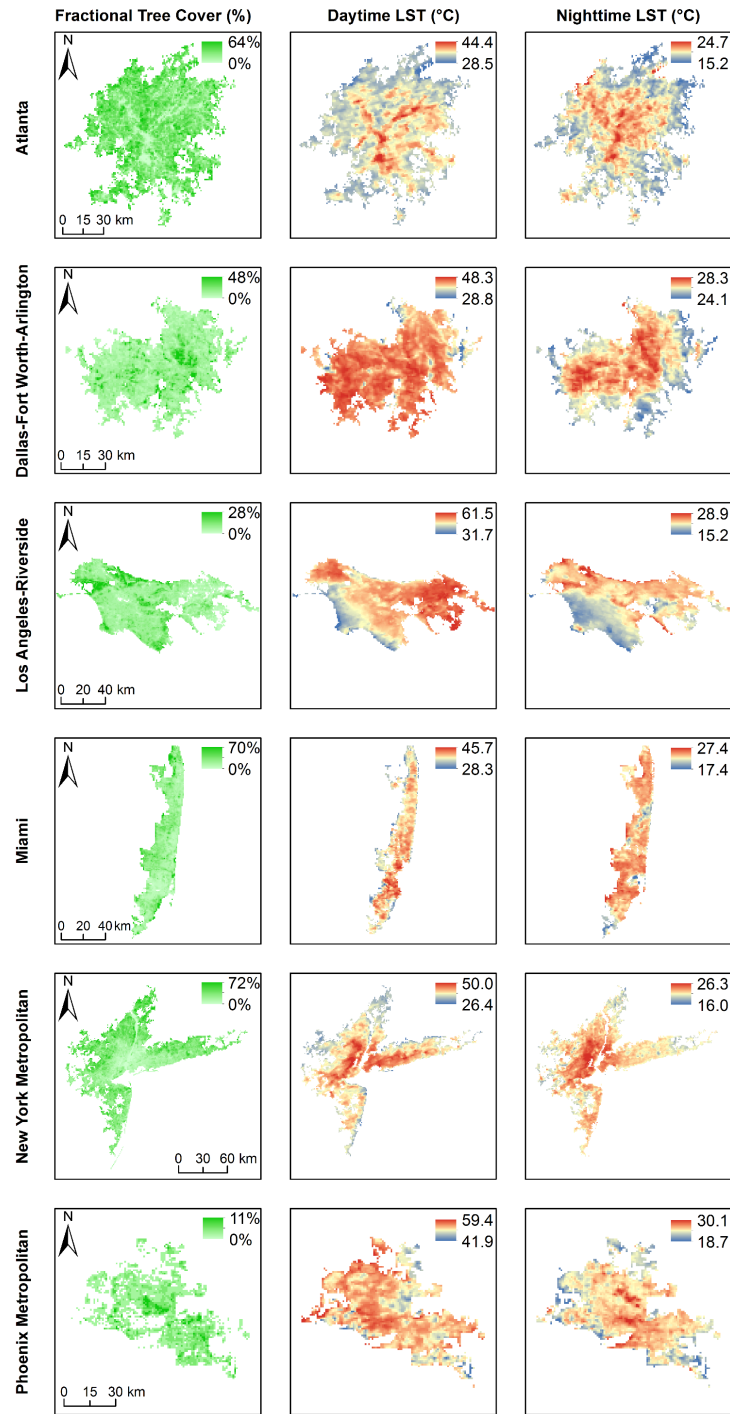 Fractional Tree Cover (%)
Daytime LST (°C)
Nighttime LST (°C)
Atlanta
N
64%
0%
0 15 30 km
44.4
28.5
24.7
15.2
Dallas-Fort Worth-Arlington
N
48%
0%
0 15 30 km
48.3
28.8
28.3
24.1
Los Angeles-Riverside
N
28%
0%
0 20 40 km
61.5
31.7
28.9
15.2
Miami
N
70%
0%
0 20 40 km
45.7
28.3
27.4
17.4
New York Metropolitan
N
72%
0%
0 30 60 km
50.0
26.4
26.3
16.0
Phoenix Metropolitan
N
11%
0%
0 15 30 km
59.4
41.9
30.1
18.7